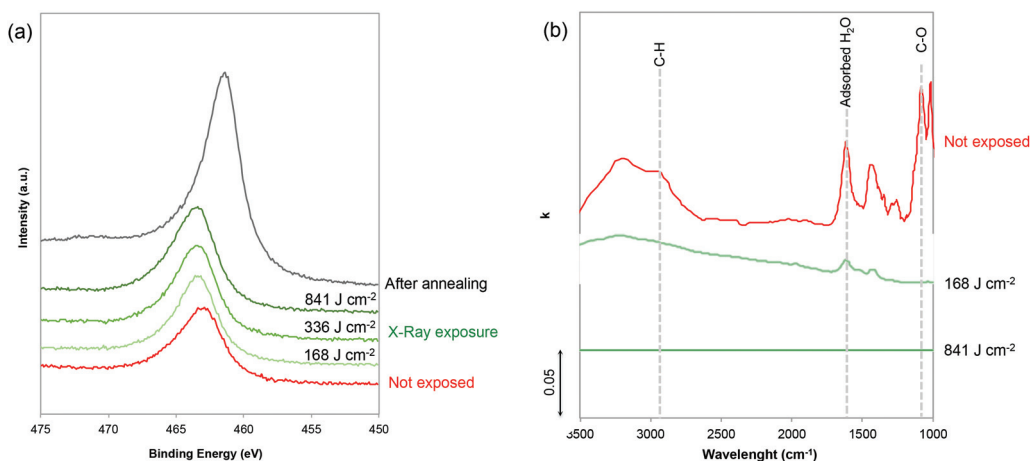 (a)
Intensity (a.u.)
After annealing
841 J cm-2
336 J cm-2
X-Ray exposure
168 J cm-2
Not exposed
475 470 465 460 455 450
Binding Energy (eV)
(b)
C-H
Adsorbed H2O
C-O
Not exposed
k
168 J cm-2
841 J cm-2
0.05
3500 3000 2500 2000 1500 1000
Wavelenght (cm-1)